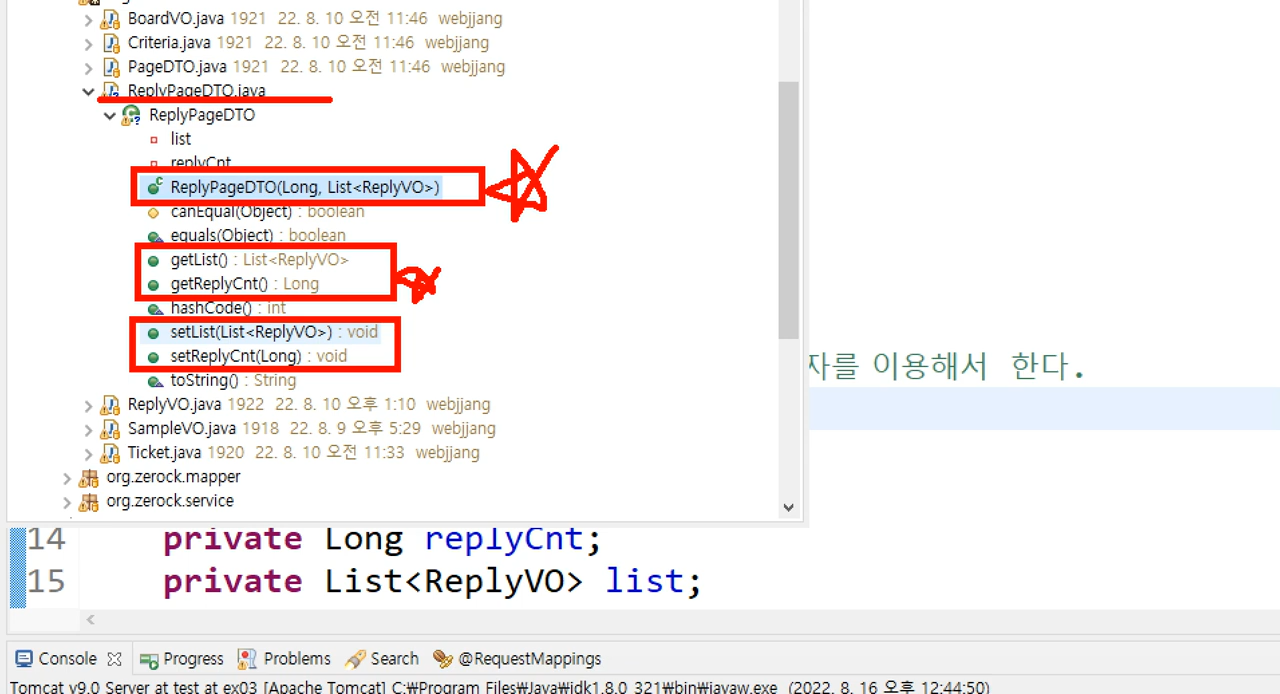 BoardVO.java 1921 22. 8. 10 오전 11:46 webjjang
Criteria.java 1921 22. 8. 10 오전 11:46 webjjang
PageDTO.java 1921 22. 8. 10 오전 11:46 webjjang
ReplyPageDTO.java
ReplyPageDTO
list
replyCnt
ReplyPageDTO(Long, List<ReplyVO>)
canEqual(Object) : boolean
equals(Object) : boolean
getList() : List<ReplyVO>
getReplyCnt() : Long
hashCode() : int
setList(List<ReplyVO>) : void
setReplyCnt(Long) : void
자를 이용해서 한다.
toString() : String
ReplyVO.java 1922 22. 8. 10 오후 1:10 webjjang
SampleVO.java 1918 22. 8. 9 오후 5:29 webjjang
Ticket.java 1920 22. 8. 10 오전 11:33 webjjang
org.zerock.mapper
org.zerock.service
14 private Long replyCnt;
15 private List<ReplyVO> list;
Console Progress Problems Search @RequestMappings
Tomcat v9.0 Server at test at ex03 [Apache Tomcat] C:₩Program Files₩Java₩jdk1.8.0_321₩bin₩javaw.exe (2022. 8. 16 오후 12:44:50)